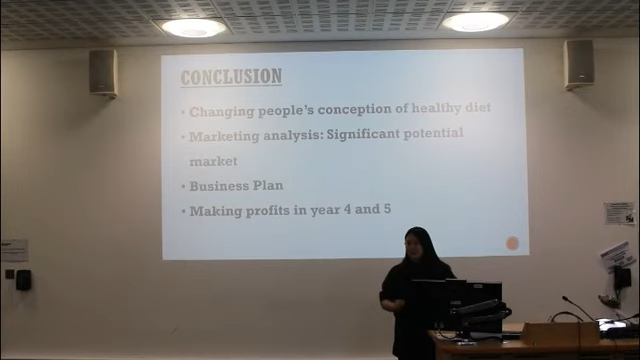 CONCLUSION
• Changing people's conception of healthy diet
• Marketing analysis: Significant potential
market
• Business Plan
• Making profits in year 4 and 5